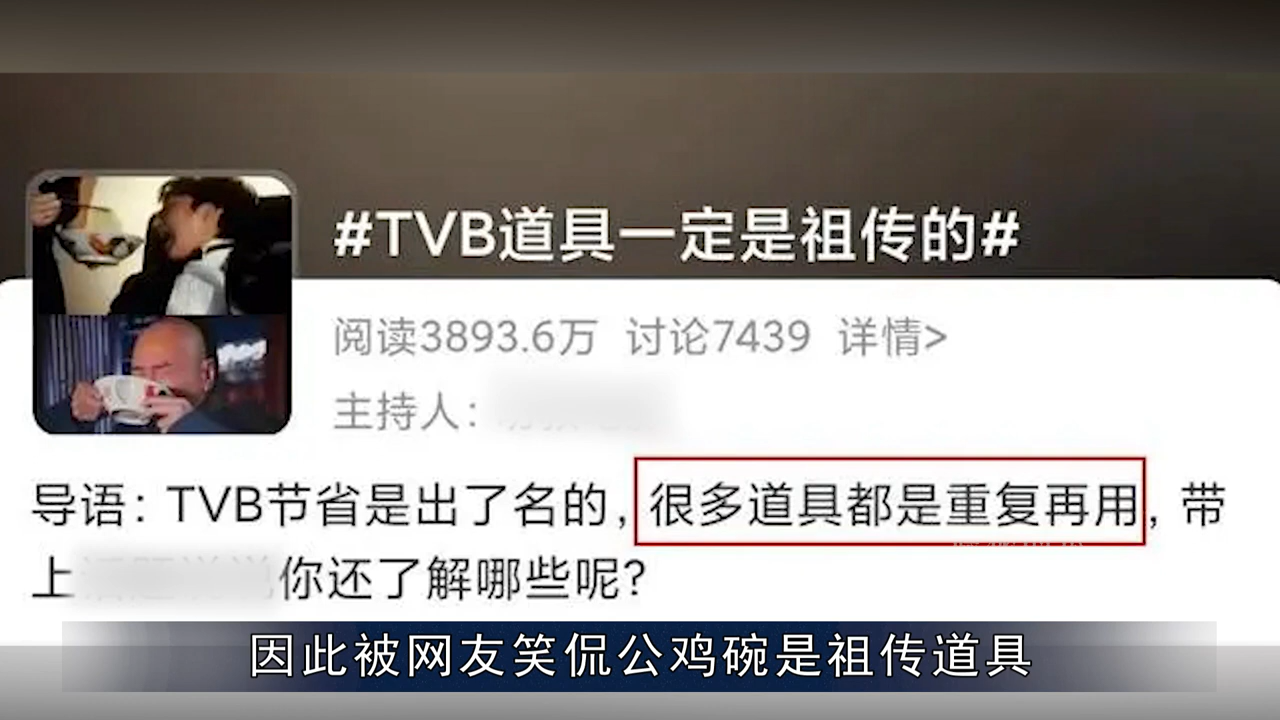 #TVB道具一定是祖传的#
阅读3893.6万 讨论7439 详情>
主持人：
导语：TVB节省是出了名的，很多道具都是重复再用，带
上你还了解哪些呢？
因此被网友笑侃公鸡碗是祖传道具